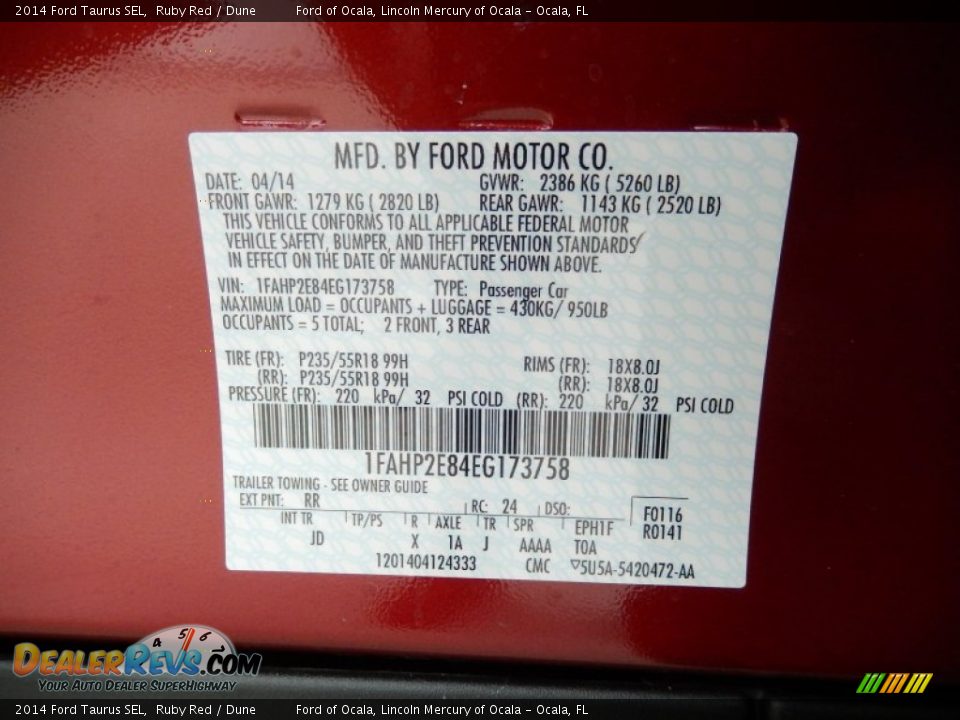 2014 Ford Taurus SEL, Ruby Red / Dune Ford of Ocala, Lincoln Mercury of Ocala - Ocala, FL
MFD. BY FORD MOTOR CO.
DATE: 04/14 GVWR: 2386 KG ( 5260 LB)
FRONT GAWR: 1279 KG ( 2820 LB) REAR GAWR: 1143 KG ( 2520 LB)
THIS VEHICLE CONFORMS TO ALL APPLICABLE FEDERAL MOTOR
VEHICLE SAFETY, BUMPER, AND THEFT PREVENTION STANDARDS
IN EFFECT ON THE DATE OF MANUFACTURE SHOWN ABOVE.
VIN: 1FAHP2E84EG173758 TYPE: Passenger Car
MAXIMUM LOAD = OCCUPANTS + LUGGAGE = 430KG/ 950LB
OCCUPANTS = 5 TOTAL; 2 FRONT, 3 REAR
TIRE (FR): P235/55R18 99H RIMS (FR): 18X8.0J
(RR): P235/55R18 99H (RR): 18X8.0J
PRESSURE (FR): 220 kPa/ 32 PSI COLD (RR): 220 kPa/ 32 PSI COLD
1FAHP2E84EG173758
TRAILER TOWING - SEE OWNER GUIDE
EXT PNT: RR RC: 24 DSO: F0116
INT TR TP/PS R AXLE TR SPR EPH1F R0141
JD X 1A J AAAA TOA
1201404124333 CMC ▽5U5A-5420472-AA
4 5 6
DEALERREVS.COM
YOUR AUTO DEALER SUPERHIGHWAY
2014 Ford Taurus SEL, Ruby Red / Dune Ford of Ocala, Lincoln Mercury of Ocala - Ocala, FL